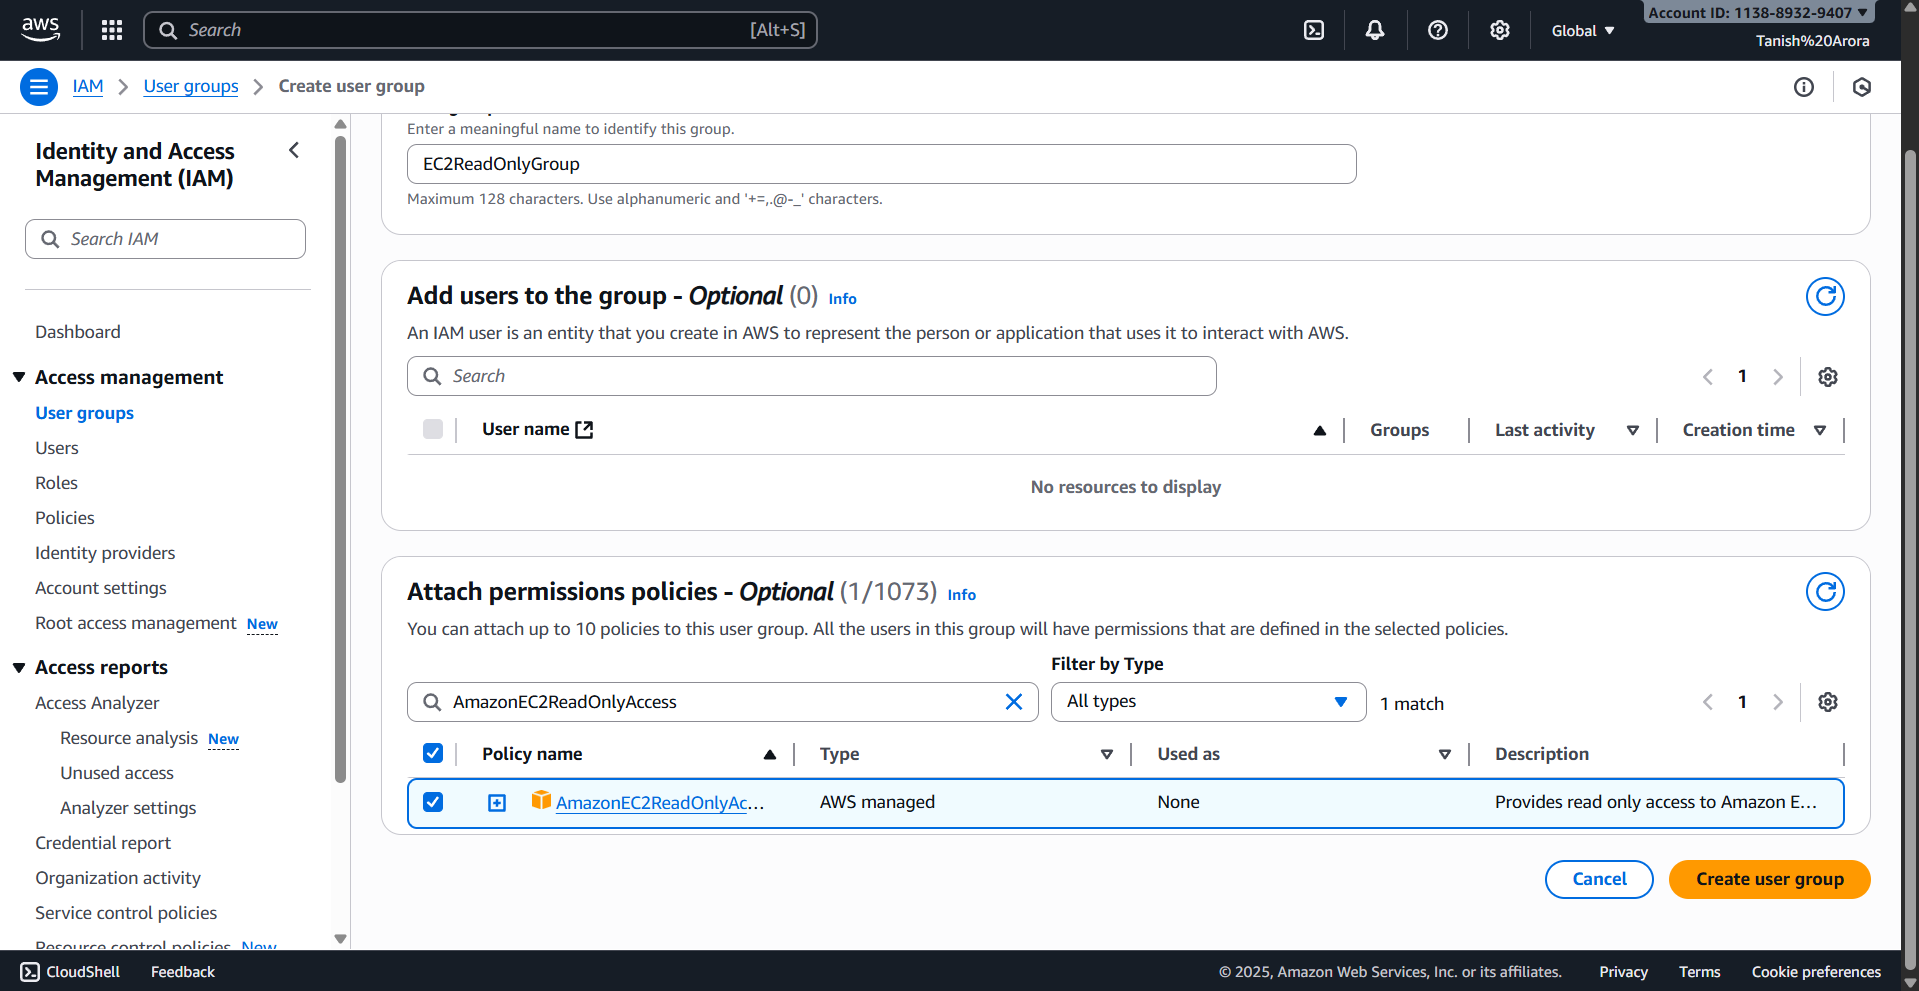 aws
Search [Alt+S]
Global
Account ID: 1138-8932-9407
Tanish%20Arora
IAM
User groups
Create user group
Identity and Access
Management (IAM)
Search IAM
Dashboard
Access management
User groups
Users
Roles
Policies
Identity providers
Account settings
Root access management New
Access reports
Access Analyzer
Resource analysis New
Unused access
Analyzer settings
Credential report
Organization activity
Service control policies
Resource control policies New
Enter a meaningful name to identify this group.
EC2ReadOnlyGroup
Maximum 128 characters. Use alphanumeric and '+=,.@-_' characters.
Add users to the group - Optional (0) Info
An IAM user is an entity that you create in AWS to represent the person or application that uses it to interact with AWS.
Search
1
User name Groups Last activity Creation time
No resources to display
Attach permissions policies - Optional (1/1073) Info
You can attach up to 10 policies to this user group. All the users in this group will have permissions that are defined in the selected policies.
Filter by Type
AmazonEC2ReadOnlyAccess All types 1 match 1
Policy name Type Used as Description
AmazonEC2ReadOnlyAc... AWS managed None Provides read only access to Amazon E...
Cancel Create user group
CloudShell Feedback © 2025, Amazon Web Services, Inc. or its affiliates. Privacy Terms Cookie preferences